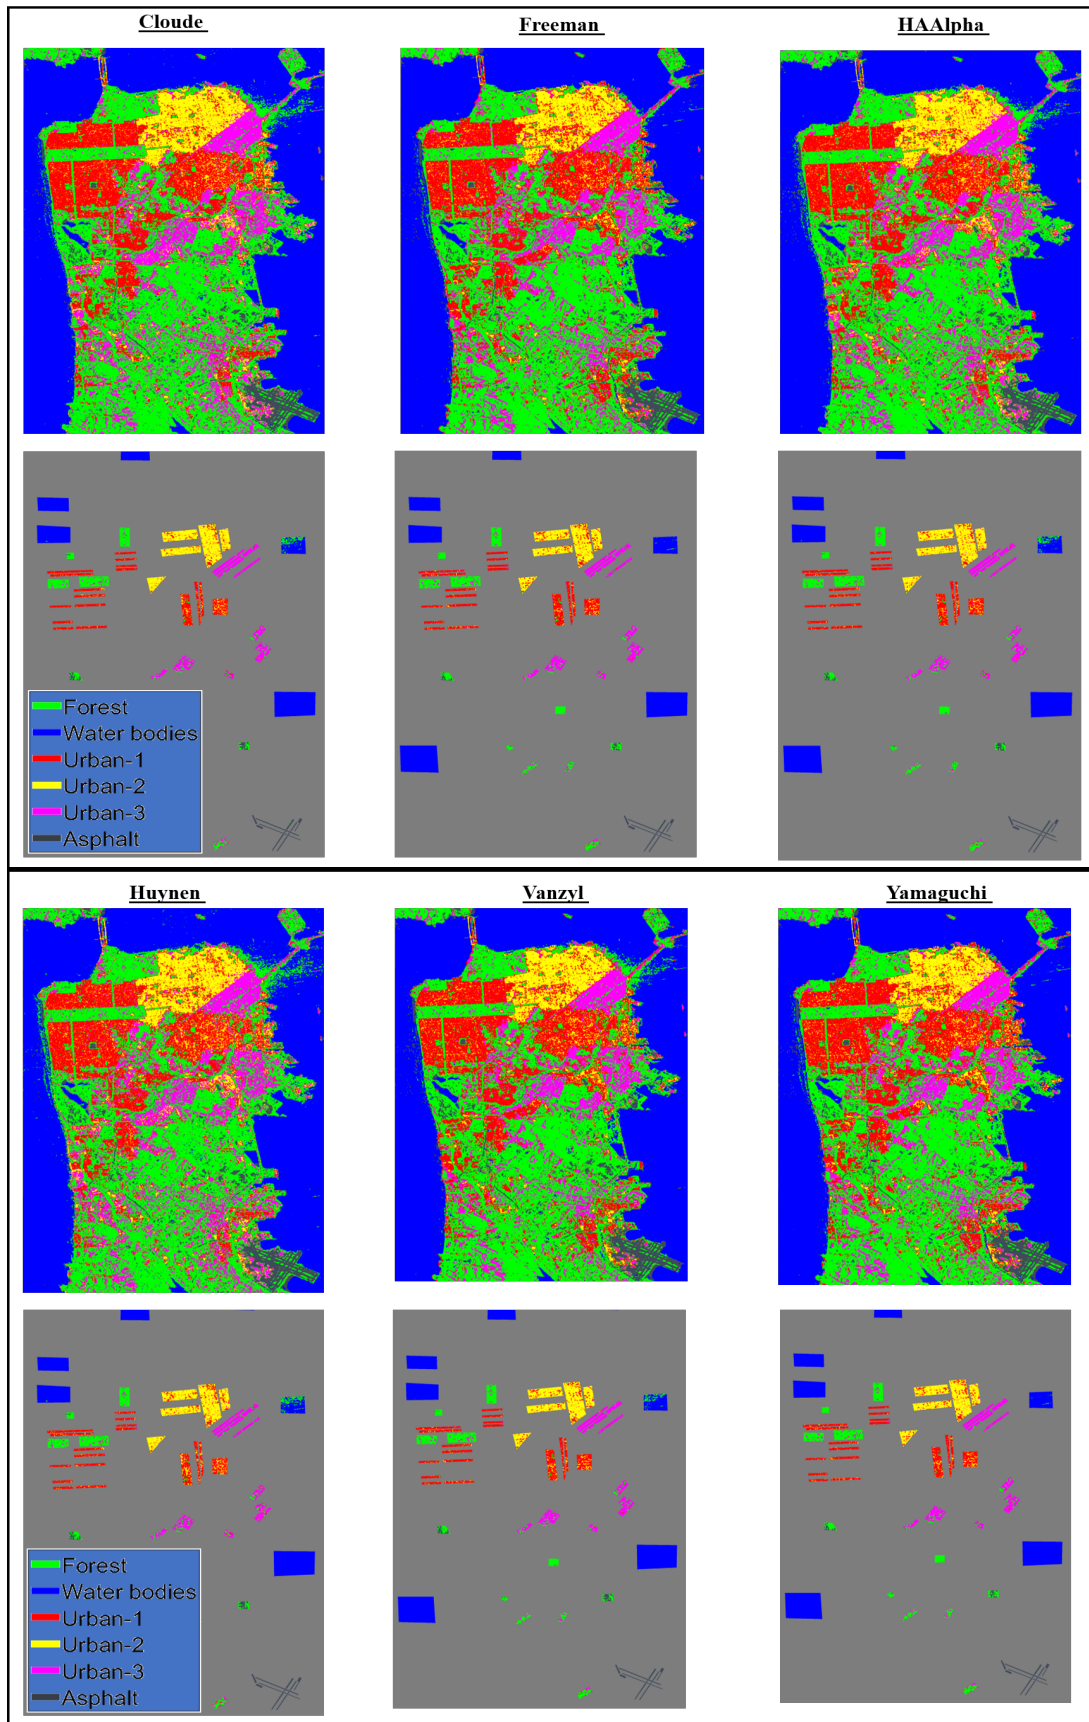 Cloude
Freeman
HAAlpha
Forest
Water bodies
Urban-1
Urban-2
Urban-3
Asphalt
Huynen
Vanzyl
Yamaguchi
Forest
Water bodies
Urban-1
Urban-2
Urban-3
Asphalt